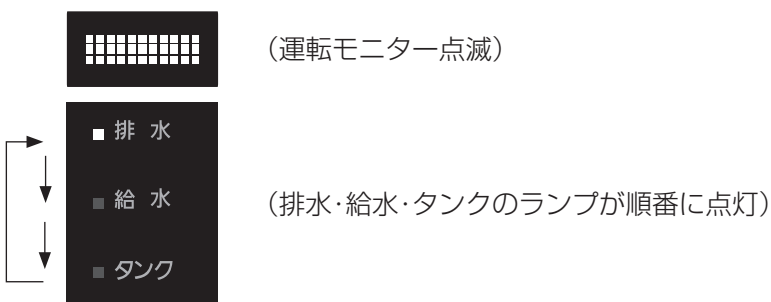 (運転モニター点滅)
排 水
給 水
(排水・給水・タンクのランプが順番に点灯)
タンク